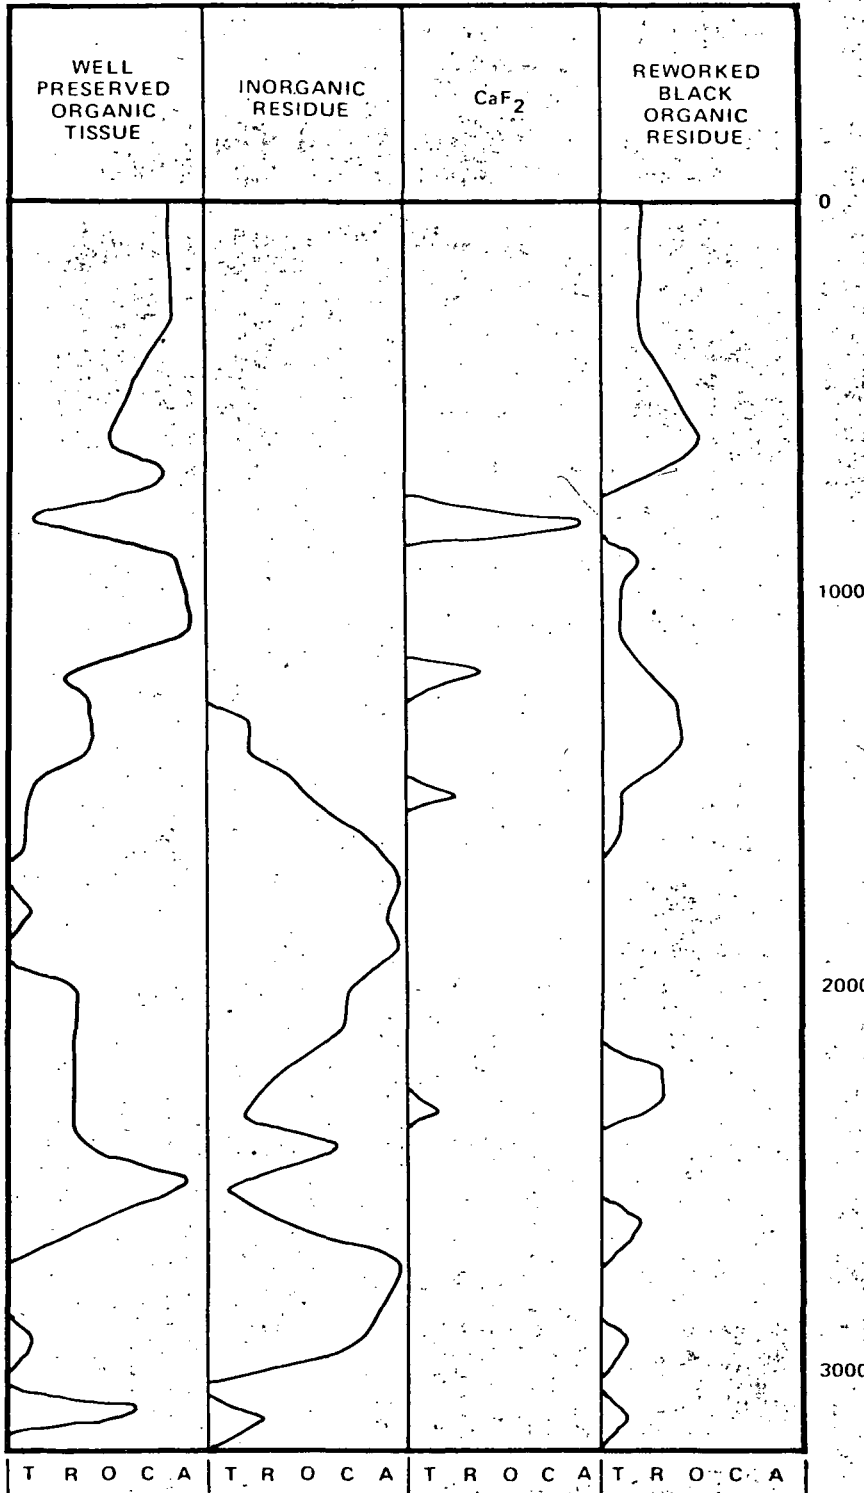 WELL
PRESERVED
ORGANIC
TISSUE
INORGANIC
RESIDUE
CaF2
REWORKED
BLACK
ORGANIC
RESIDUE
0
1000
2000
3000
T R O C A T R O C A T R O C A T R O C A